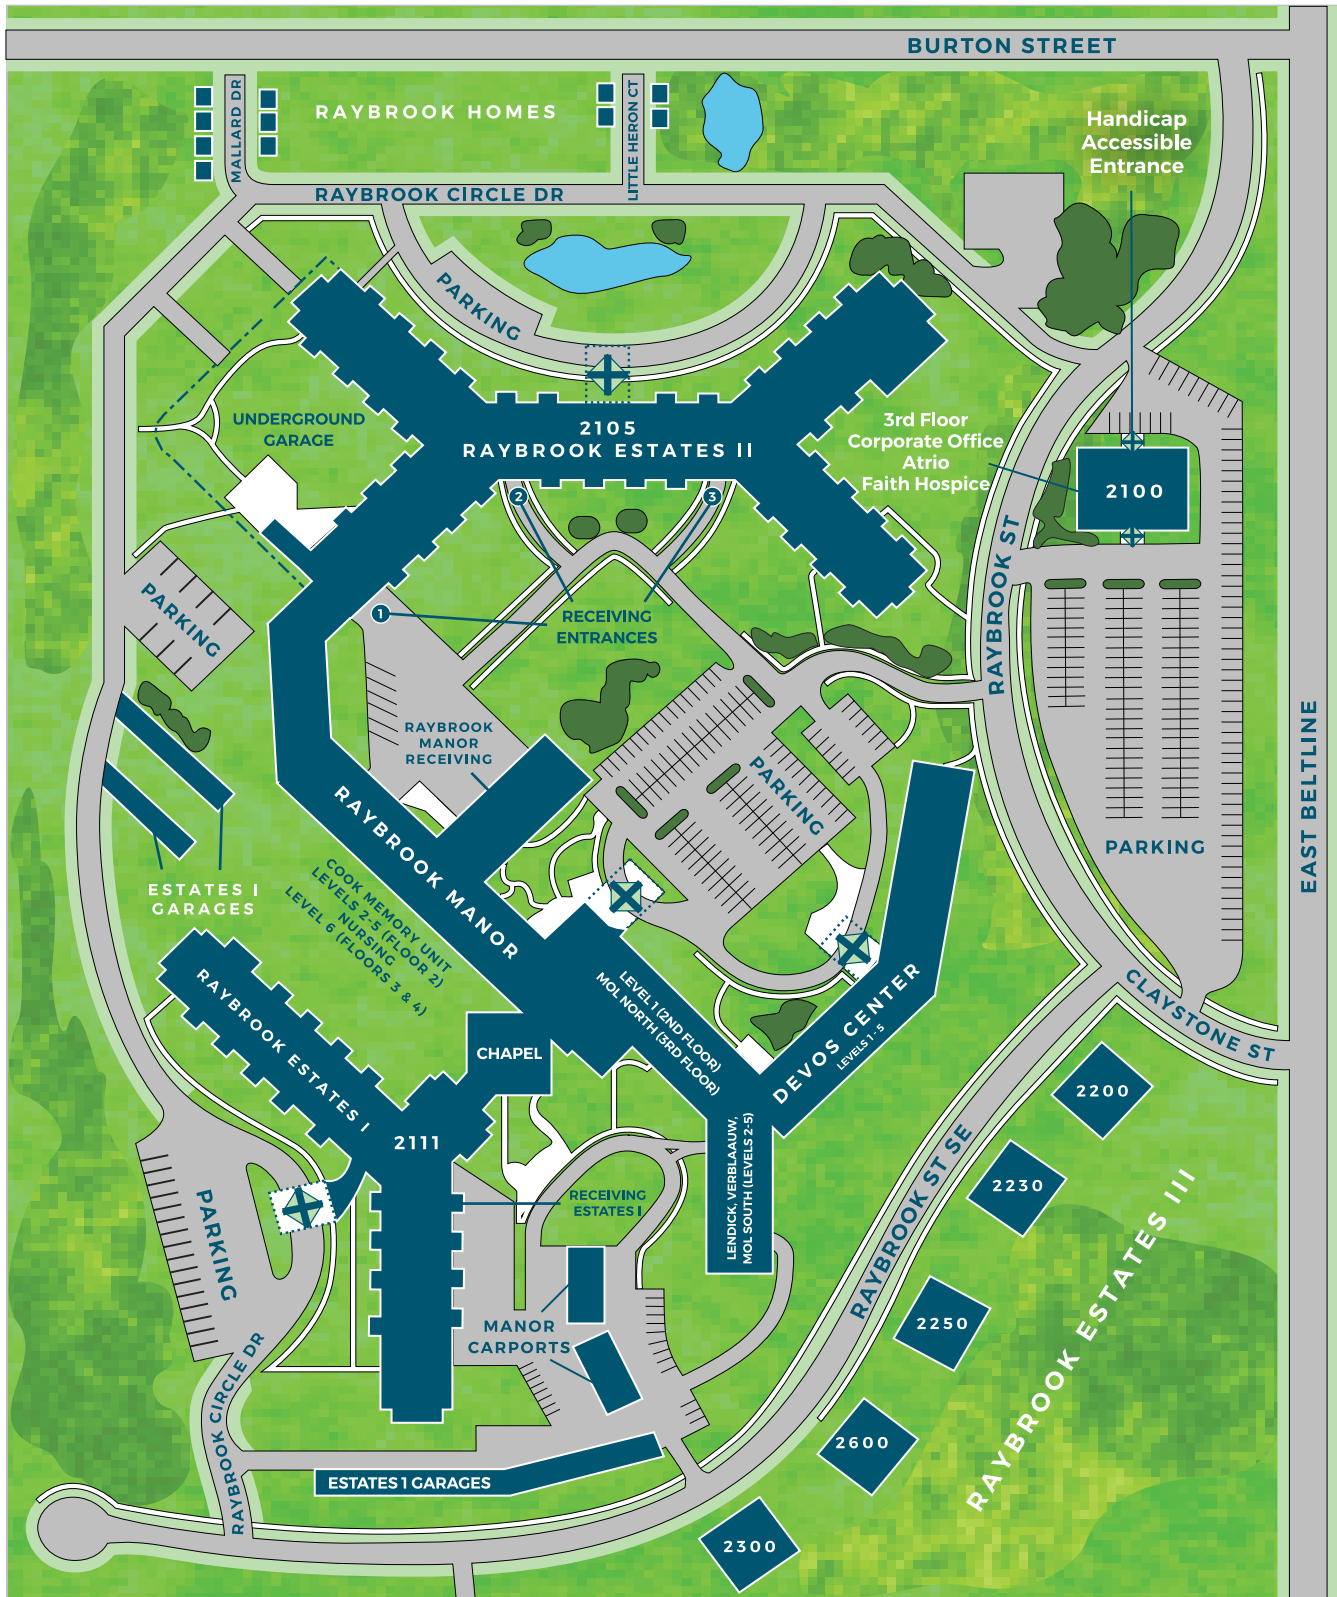 BURTON STREET
MALLARD DR
RAYBROOK HOMES
LITTLE HERON CT
Handicap
Accessible
Entrance
RAYBROOK CIRCLE DR
PARKING
UNDERGROUND
GARAGE
2105
RAYBROOK ESTATES II
3rd Floor
Corporate Office
Atrio
Faith Hospice
2100
2
3
1
RECEIVING
ENTRANCES
PARKING
RAYBROOK ST
EAST BELTLINE
RAYBROOK
MANOR
RECEIVING
PARKING
PARKING
RAYBROOK MANOR
ESTATES I
GARAGES
COOK MEMORY UNIT
LEVELS 2-5 (FLOOR 2)
NURSING
LEVEL 6 (FLOORS 3 & 4)
RAYBROOK ESTATES I
LEVEL 1 (2ND FLOOR)
MOL NORTH (3RD FLOOR)
DEVOS CENTER
LEVELS 1-5
CLAYSTONE ST
CHAPEL
2111
2200
LENDICK, VERBLAAUW,
MOL SOUTH (LEVELS 2-5)
RAYBROOK ST SE
2230
RECEIVING
ESTATES I
PARKING
RAYBROOK ESTATES III
2250
MANOR
CARPORTS
RAYBROOK CIRCLE DR
2600
ESTATES 1 GARAGES
2300